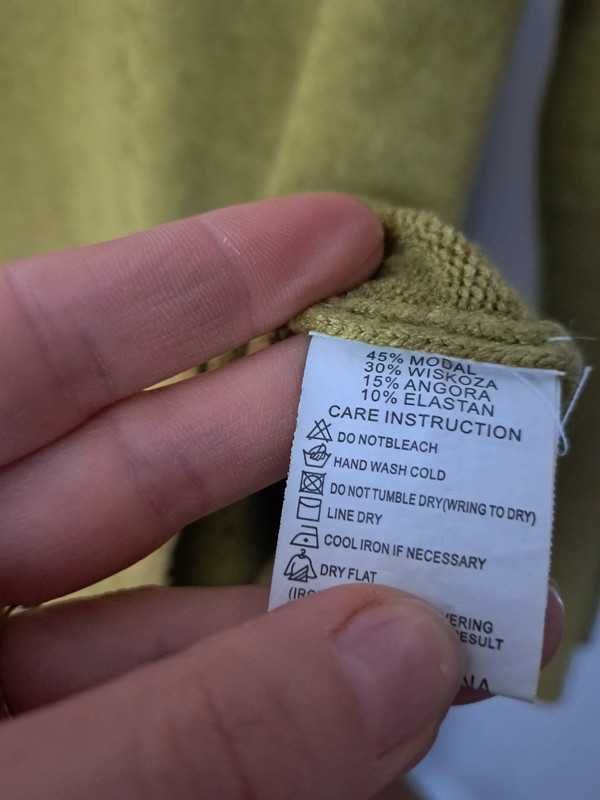 45% MODAL
30% WISKOZA
15% ANGORA
10% ELASTAN
CARE INSTRUCTION
DO NOTBLEACH
HAND WASH COLD
DO NOT TUMBLE DRY(WRING TO DRY)
LINE DRY
COOL IRON IF NECESSARY
DRY FLAT